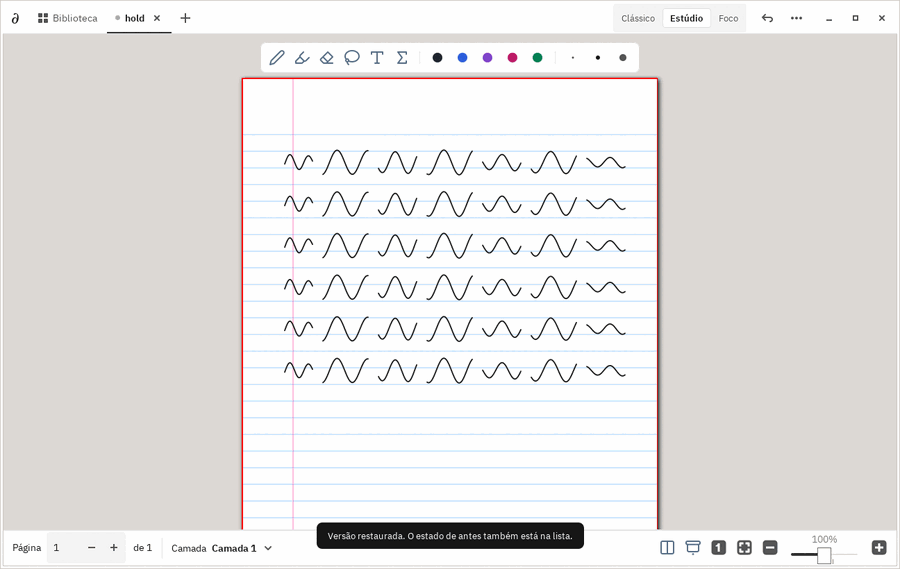 ∂ Biblioteca hold × + Clássico Estúdio Foco
T Σ
Versão restaurada. O estado de antes também está na lista.
Página 1 − + de 1 Camada Camada 1 1 100%